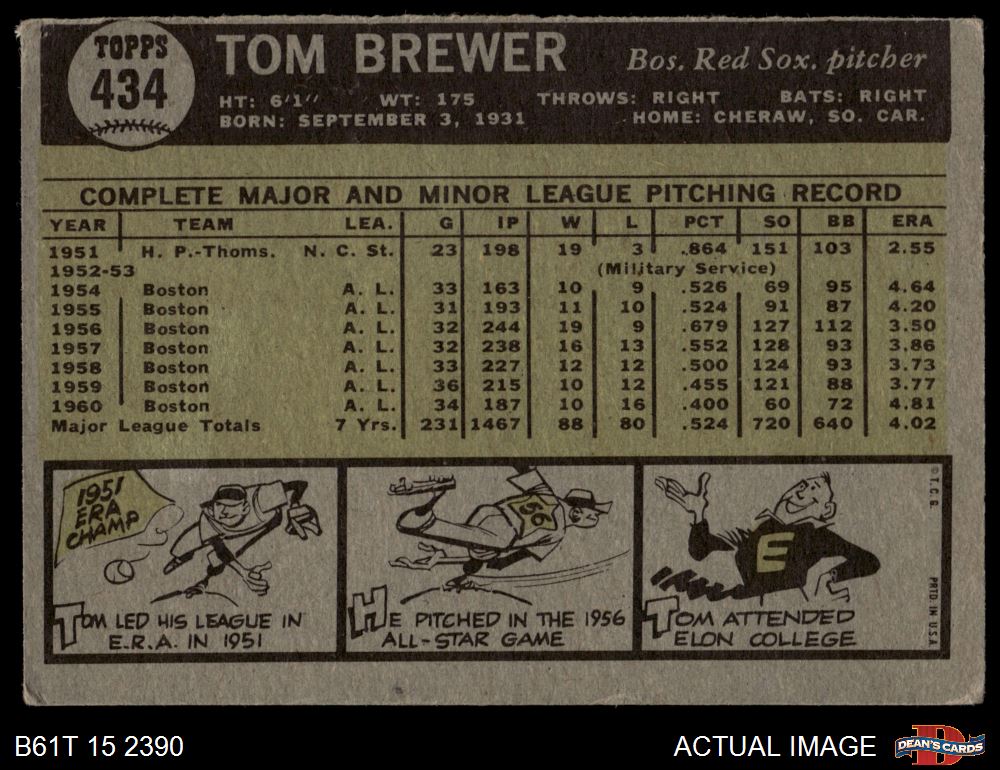 TOPPS
434
TOM BREWER
Bos. Red Sox. pitcher
HT: 6'1" WT: 175 THROWS: RIGHT BATS: RIGHT
BORN: SEPTEMBER 3, 1931 HOME: CHERAW, SO. CAR.
COMPLETE MAJOR AND MINOR LEAGUE PITCHING RECORD
YEAR TEAM LEA. G IP W L PCT SO BB ERA
1951 H. P.-Thoms. N. C. St. 23 198 19 3 .864 151 103 2.55
1952-53 (Military Service)
1954 Boston A. L. 33 163 10 9 .526 69 95 4.64
1955 Boston A. L. 31 193 11 10 .524 91 87 4.20
1956 Boston A. L. 32 244 19 9 .679 127 112 3.50
1957 Boston A. L. 32 238 16 13 .552 128 93 3.86
1958 Boston A. L. 33 227 12 12 .500 124 93 3.73
1959 Boston A. L. 36 215 10 12 .455 121 88 3.77
1960 Boston A. L. 34 187 10 16 .400 60 72 4.81
Major League Totals 7 Yrs. 231 1467 88 80 .524 720 640 4.02
1951
ERA
CHAMP
TOM LED HIS LEAGUE IN
E.R.A. IN 1951
56
HE PITCHED IN THE 1956
ALL-STAR GAME
E
TOM ATTENDED
ELON COLLEGE
© T. C. G.
PRTD. IN U.S.A.
B61T 15 2390
ACTUAL IMAGE
D
DEAN'S CARDS